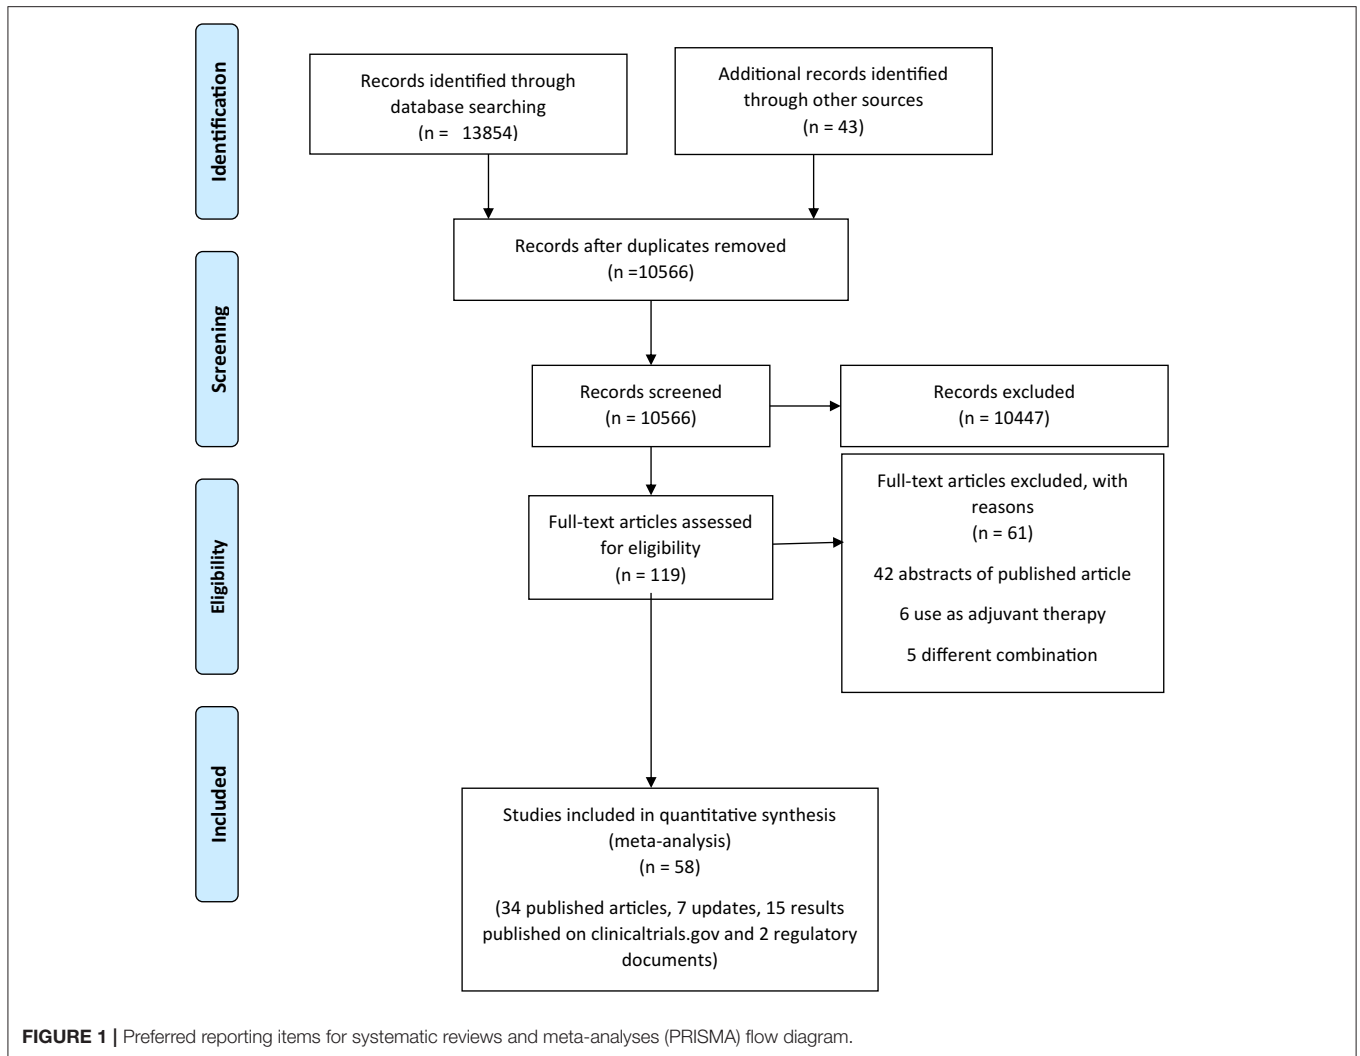 Identification
Records identified through
database searching
(n =   13854)
Additional records identified
through other sources
(n = 43)
Records after duplicates removed
(n =10566)
Screening
Records screened
(n = 10566)
Records excluded
(n = 10447)
Eligibility
Full-text articles assessed
for eligibility
(n = 119)
Full-text articles excluded, with
reasons
(n = 61)
42 abstracts of published article
6 use as adjuvant therapy
5 different combination
Included
Studies included in quantitative synthesis
(meta-analysis)
(n = 58)
(34 published articles, 7 updates, 15 results
published on clinicaltrials.gov and 2 regulatory
documents)
FIGURE 1 | Preferred reporting items for systematic reviews and meta-analyses (PRISMA) flow diagram.